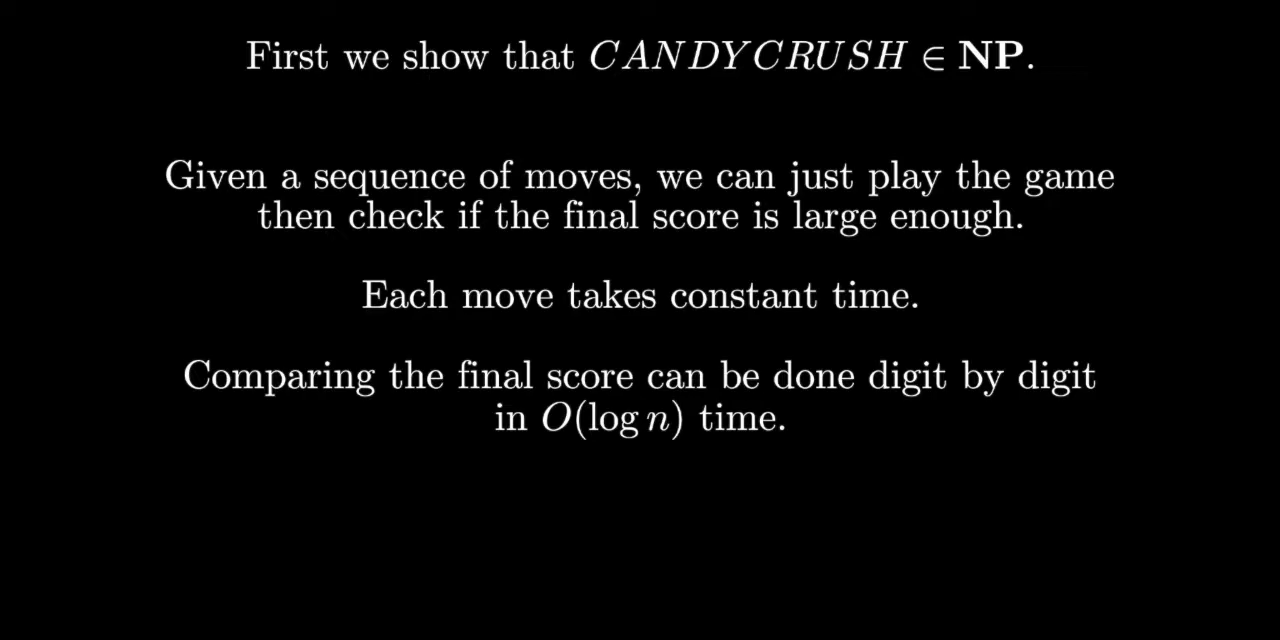 First we show that CANDYCRUSH ∈ NP.
Given a sequence of moves, we can just play the game
then check if the final score is large enough.
Each move takes constant time.
Comparing the final score can be done digit by digit
in O(log n) time.